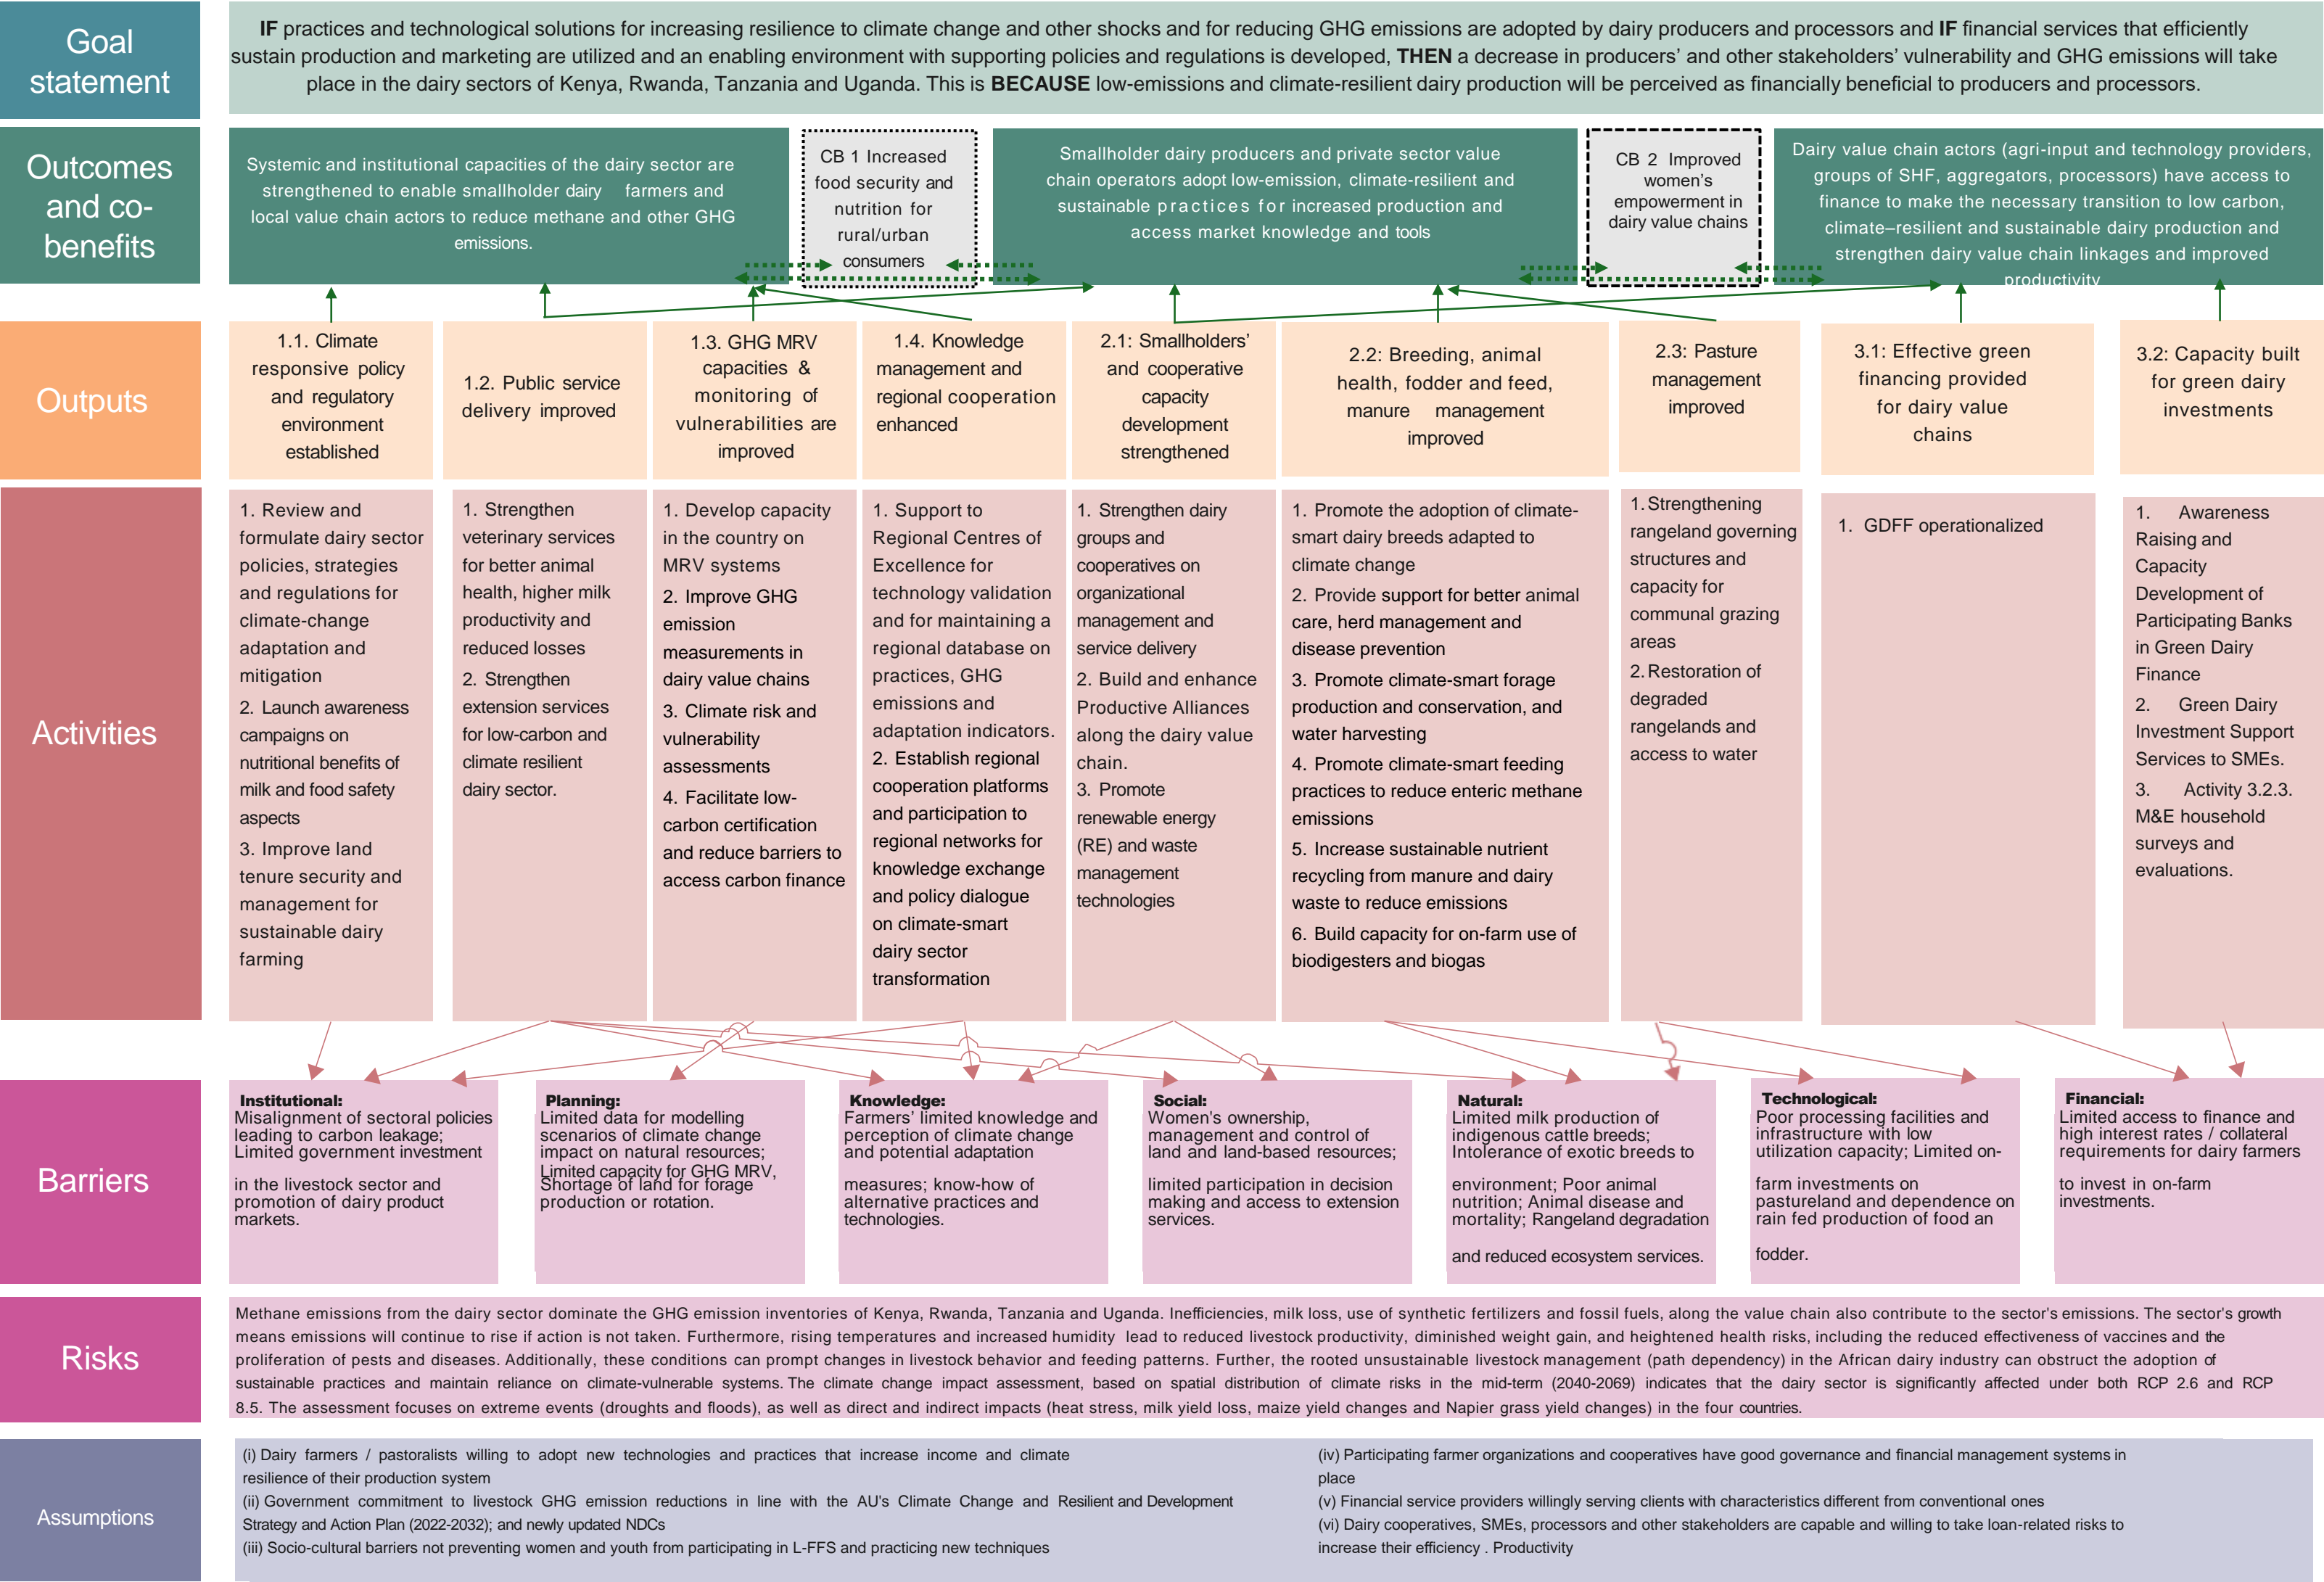 Goal
statement
IF practices and technological solutions for increasing resilience to climate change and other shocks and for reducing GHG emissions are adopted by dairy producers and processors and IF financial services that efficiently
sustain production and marketing are utilized and an enabling environment with supporting policies and regulations is developed, THEN a decrease in producers' and other stakeholders' vulnerability and GHG emissions will take
place in the dairy sectors of Kenya, Rwanda, Tanzania and Uganda. This is BECAUSE low-emissions and climate-resilient dairy production will be perceived as financially beneficial to producers and processors.
Outcomes
and co-
benefits
Systemic and institutional capacities of the dairy sector are
strengthened to enable smallholder dairy farmers and
local value chain actors to reduce methane and other GHG
emissions.
CB 1 Increased
food security and
nutrition for
rural/urban
consumers
Smallholder dairy producers and private sector value
chain operators adopt low-emission, climate-resilient and
sustainable practices for increased production and
access market knowledge and tools
CB 2 Improved
women's
empowerment in
dairy value chains
Dairy value chain actors (agri-input and technology providers,
groups of SHF, aggregators, processors) have access to
finance to make the necessary transition to low carbon,
climate–resilient and sustainable dairy production and
strengthen dairy value chain linkages and improved
productivity
Outputs
1.1. Climate
responsive policy
and regulatory
environment
established
1.2. Public service
delivery improved
1.3. GHG MRV
capacities &
monitoring of
vulnerabilities are
improved
1.4. Knowledge
management and
regional cooperation
enhanced
2.1: Smallholders'
and cooperative
capacity
development
strengthened
2.2: Breeding, animal
health, fodder and feed,
manure management
improved
2.3: Pasture
management
improved
3.1: Effective green
financing provided
for dairy value
chains
3.2: Capacity built
for green dairy
investments
Activities
1. Review and
formulate dairy sector
policies, strategies
and regulations for
climate-change
adaptation and
mitigation
2. Launch awareness
campaigns on
nutritional benefits of
milk and food safety
aspects
3. Improve land
tenure security and
management for
sustainable dairy
farming
1. Strengthen
veterinary services
for better animal
health, higher milk
productivity and
reduced losses
2. Strengthen
extension services
for low-carbon and
climate resilient
dairy sector.
1. Develop capacity
in the country on
MRV systems
2. Improve GHG
emission
measurements in
dairy value chains
3. Climate risk and
vulnerability
assessments
4. Facilitate low-
carbon certification
and reduce barriers to
access carbon finance
1. Support to
Regional Centres of
Excellence for
technology validation
and for maintaining a
regional database on
practices, GHG
emissions and
adaptation indicators.
2. Establish regional
cooperation platforms
and participation to
regional networks for
knowledge exchange
and policy dialogue
on climate-smart
dairy sector
transformation
1. Strengthen dairy
groups and
cooperatives on
organizational
management and
service delivery
2. Build and enhance
Productive Alliances
along the dairy value
chain.
3. Promote
renewable energy
(RE) and waste
management
technologies
1. Promote the adoption of climate-
smart dairy breeds adapted to
climate change
2. Provide support for better animal
care, herd management and
disease prevention
3. Promote climate-smart forage
production and conservation, and
water harvesting
4. Promote climate-smart feeding
practices to reduce enteric methane
emissions
5. Increase sustainable nutrient
recycling from manure and dairy
waste to reduce emissions
6. Build capacity for on-farm use of
biodigesters and biogas
1. Strengthening
rangeland governing
structures and
capacity for
communal grazing
areas
2. Restoration of
degraded
rangelands and
access to water
1. GDFF operationalized
1. Awareness
Raising and
Capacity
Development of
Participating Banks
in Green Dairy
Finance
2. Green Dairy
Investment Support
Services to SMEs.
3. Activity 3.2.3.
M&E household
surveys and
evaluations.
Barriers
Institutional:
Misalignment of sectoral policies
leading to carbon leakage;
Limited government investment
in the livestock sector and
promotion of dairy product
markets.
Planning:
Limited data for modelling
scenarios of climate change
impact on natural resources;
Limited capacity for GHG MRV,
Shortage of land for forage
production or rotation.
Knowledge:
Farmers' limited knowledge and
perception of climate change
and potential adaptation
measures; know-how of
alternative practices and
technologies.
Social:
Women's ownership,
management and control of
land and land-based resources;
limited participation in decision
making and access to extension
services.
Natural:
Limited milk production of
indigenous cattle breeds;
Intolerance of exotic breeds to
environment; Poor animal
nutrition; Animal disease and
mortality; Rangeland degradation
and reduced ecosystem services.
Technological:
Poor processing facilities and
infrastructure with low
utilization capacity; Limited on-
farm investments on
pastureland and dependence on
rain fed production of food an
fodder.
Financial:
Limited access to finance and
high interest rates / collateral
requirements for dairy farmers
to invest in on-farm
investments.
Risks
Methane emissions from the dairy sector dominate the GHG emission inventories of Kenya, Rwanda, Tanzania and Uganda. Inefficiencies, milk loss, use of synthetic fertilizers and fossil fuels, along the value chain also contribute to the sector's emissions. The sector's growth
means emissions will continue to rise if action is not taken. Furthermore, rising temperatures and increased humidity lead to reduced livestock productivity, diminished weight gain, and heightened health risks, including the reduced effectiveness of vaccines and the
proliferation of pests and diseases. Additionally, these conditions can prompt changes in livestock behavior and feeding patterns. Further, the rooted unsustainable livestock management (path dependency) in the African dairy industry can obstruct the adoption of
sustainable practices and maintain reliance on climate-vulnerable systems. The climate change impact assessment, based on spatial distribution of climate risks in the mid-term (2040-2069) indicates that the dairy sector is significantly affected under both RCP 2.6 and RCP
8.5. The assessment focuses on extreme events (droughts and floods), as well as direct and indirect impacts (heat stress, milk yield loss, maize yield changes and Napier grass yield changes) in the four countries.
Assumptions
(i) Dairy farmers / pastoralists willing to adopt new technologies and practices that increase income and climate
resilience of their production system
(ii) Government commitment to livestock GHG emission reductions in line with the AU's Climate Change and Resilient and Development
Strategy and Action Plan (2022-2032); and newly updated NDCs
(iii) Socio-cultural barriers not preventing women and youth from participating in L-FFS and practicing new techniques
(iv) Participating farmer organizations and cooperatives have good governance and financial management systems in
place
(v) Financial service providers willingly serving clients with characteristics different from conventional ones
(vi) Dairy cooperatives, SMEs, processors and other stakeholders are capable and willing to take loan-related risks to
increase their efficiency . Productivity